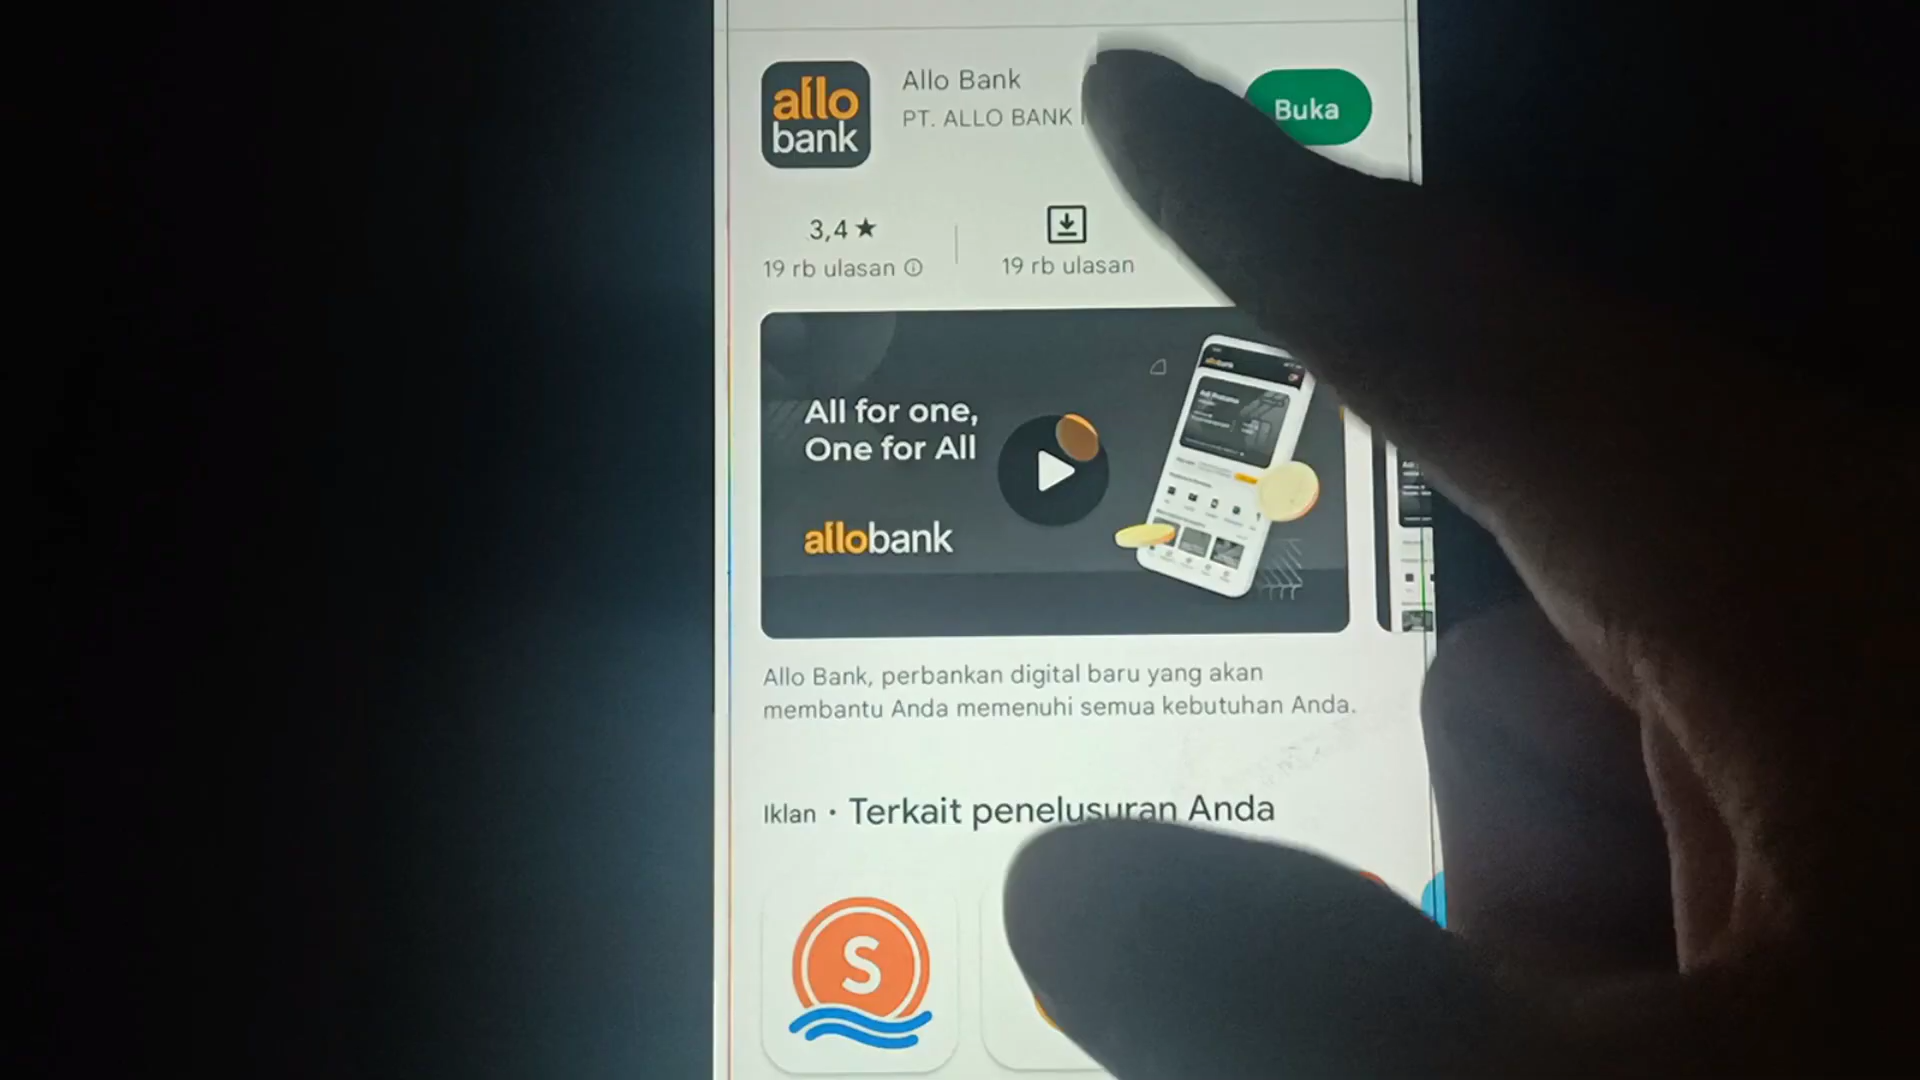 allo
bank
Allo Bank
PT. ALLO BANK
Buka
3,4 ★
19 rb ulasan
19 rb ulasan
All for one,
One for All
allobank
Allo Bank, perbankan digital baru yang akan
membantu Anda memenuhi semua kebutuhan Anda.
Iklan • Terkait penelusuran Anda
S